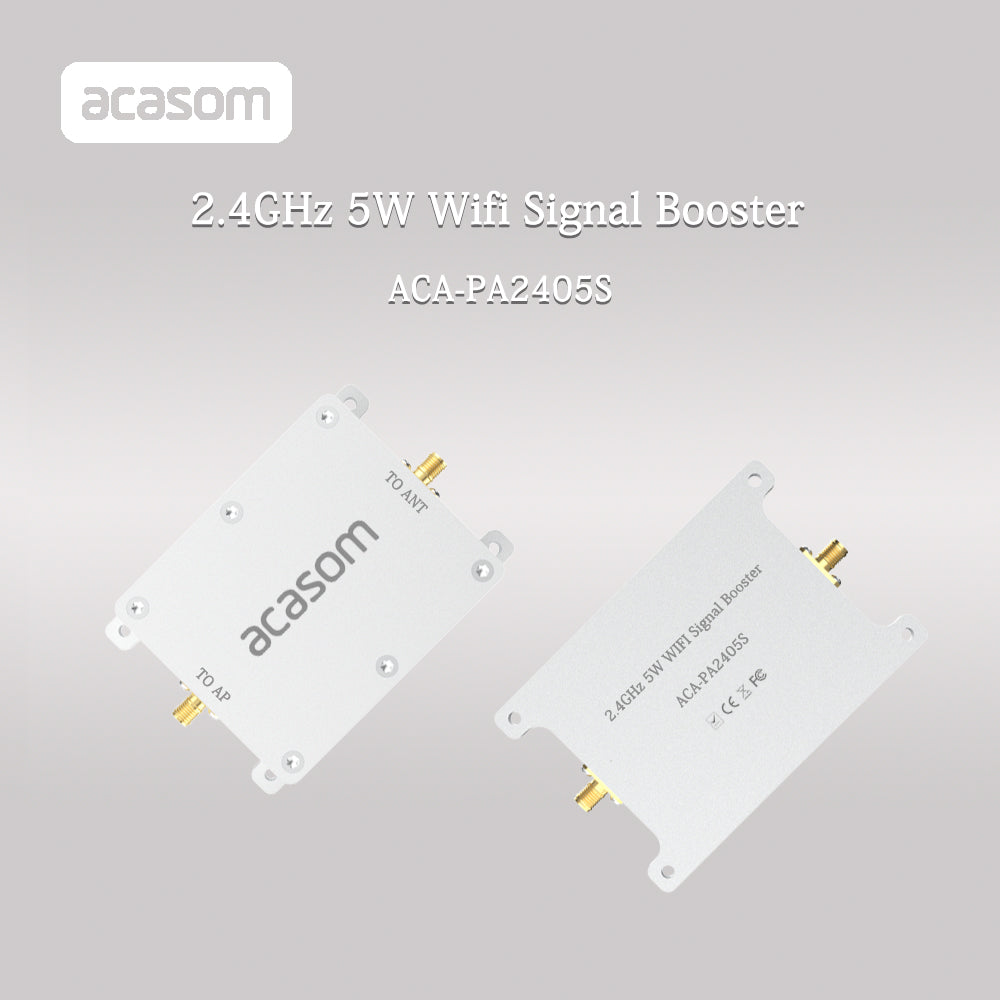 acasom
2.4GHz 5W Wifi Signal Booster
ACA-PA2405S
TO ANT
acasom
TO AP
2.4GHz 5W WIFI Signal Booster
ACA-PA2405S
CE FC